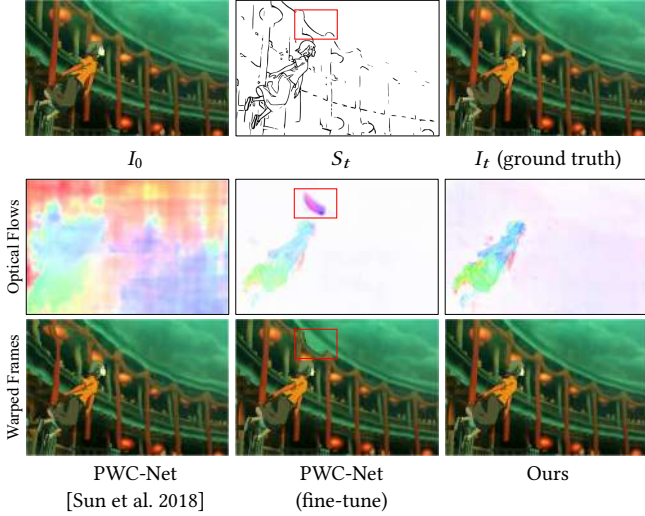 I₀
Sₜ
Iₜ (ground truth)
Optical Flows
Warped Frames
PWC-Net
[Sun et al. 2018]
PWC-Net
(fine-tune)
Ours